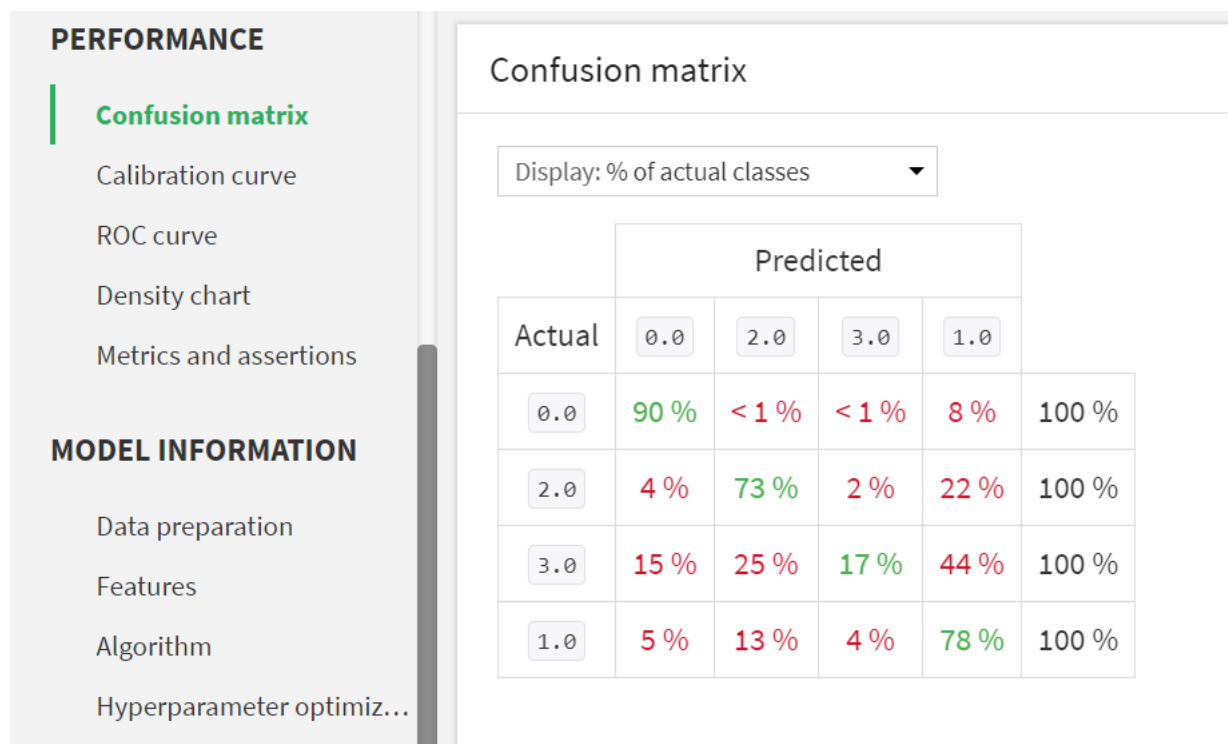 PERFORMANCE
Confusion matrix
Calibration curve
ROC curve
Density chart
Metrics and assertions
MODEL INFORMATION
Data preparation
Features
Algorithm
Hyperparameter optimiz...
Confusion matrix
Display: % of actual classes
Predicted
Actual 0.0 2.0 3.0 1.0
0.0 90 % < 1 % < 1 % 8 % 100 %
2.0 4 % 73 % 2 % 22 % 100 %
3.0 15 % 25 % 17 % 44 % 100 %
1.0 5 % 13 % 4 % 78 % 100 %